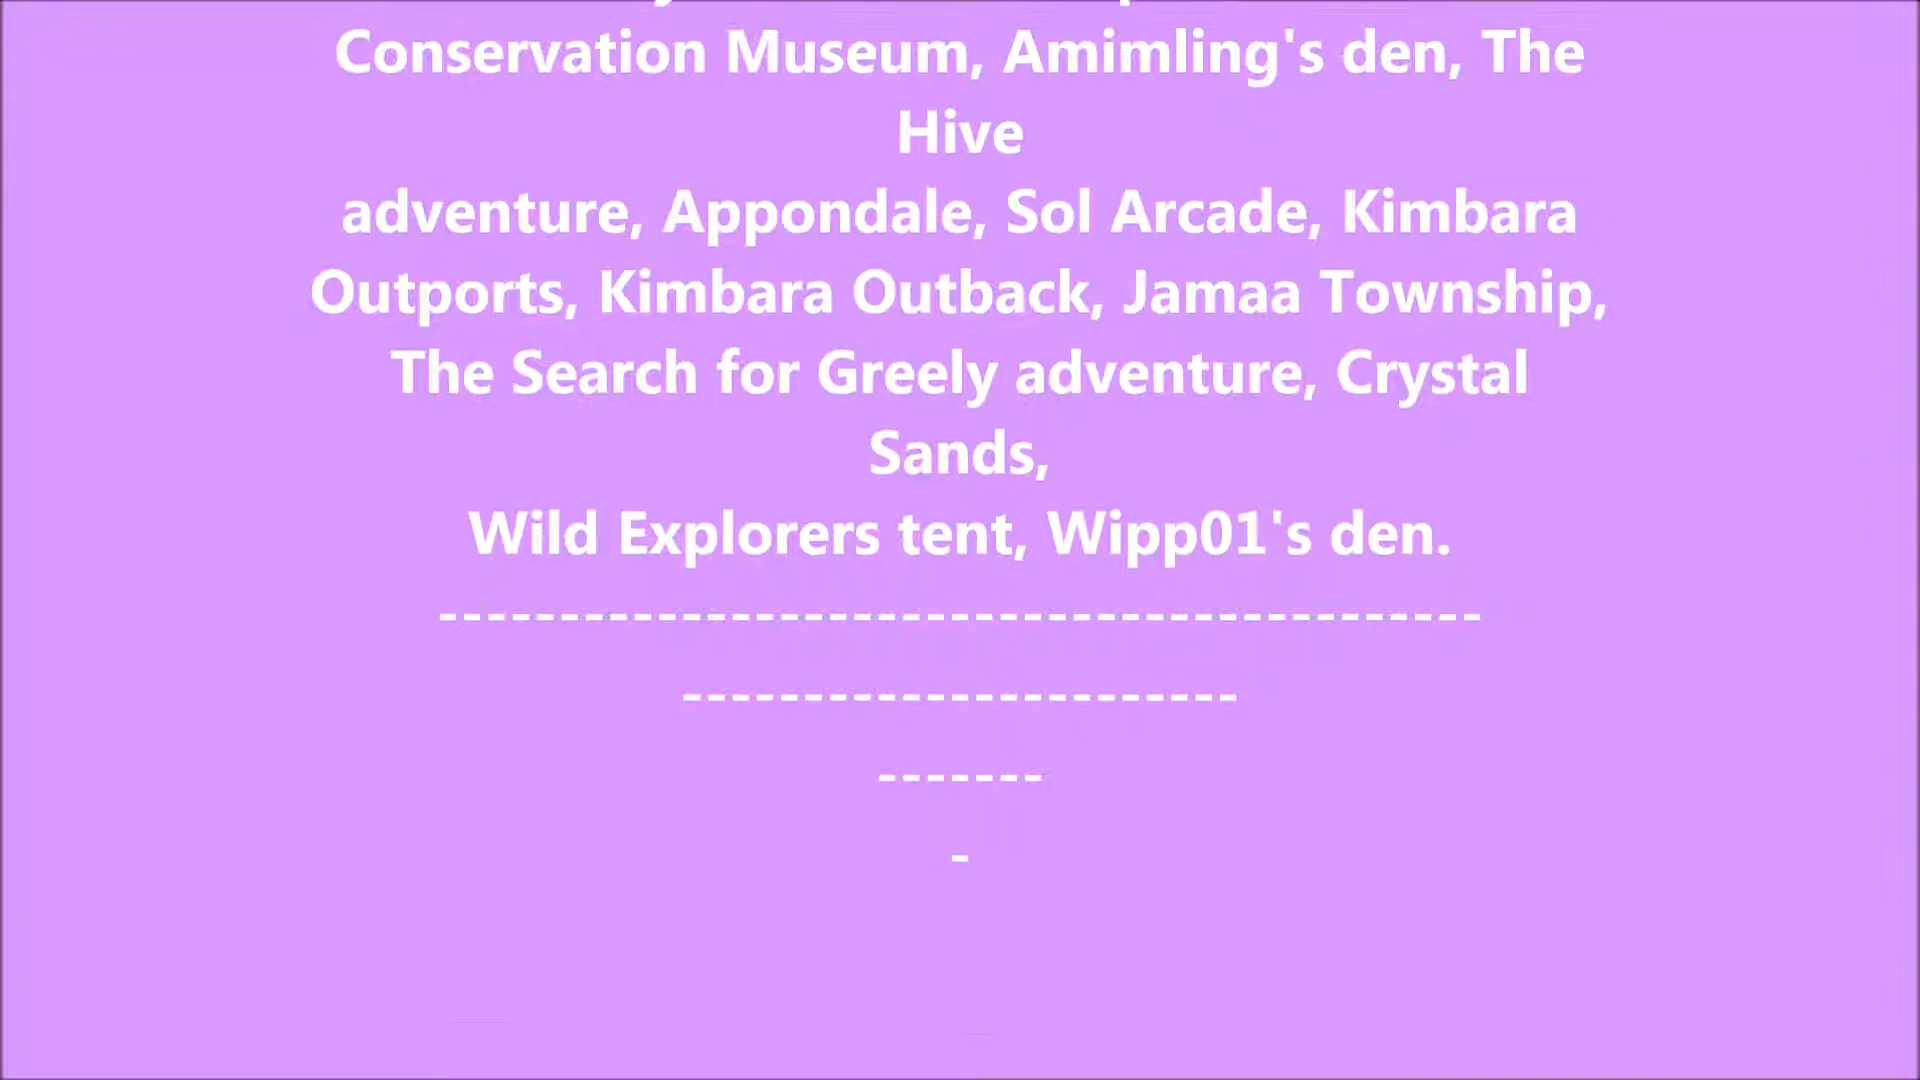 Conservation Museum, Amimling's den, The
Hive
adventure, Appondale, Sol Arcade, Kimbara
Outports, Kimbara Outback, Jamaa Township,
The Search for Greely adventure, Crystal
Sands,
Wild Explorers tent, Wipp01's den.
-------------------------------------------
-----------------------
-------
-